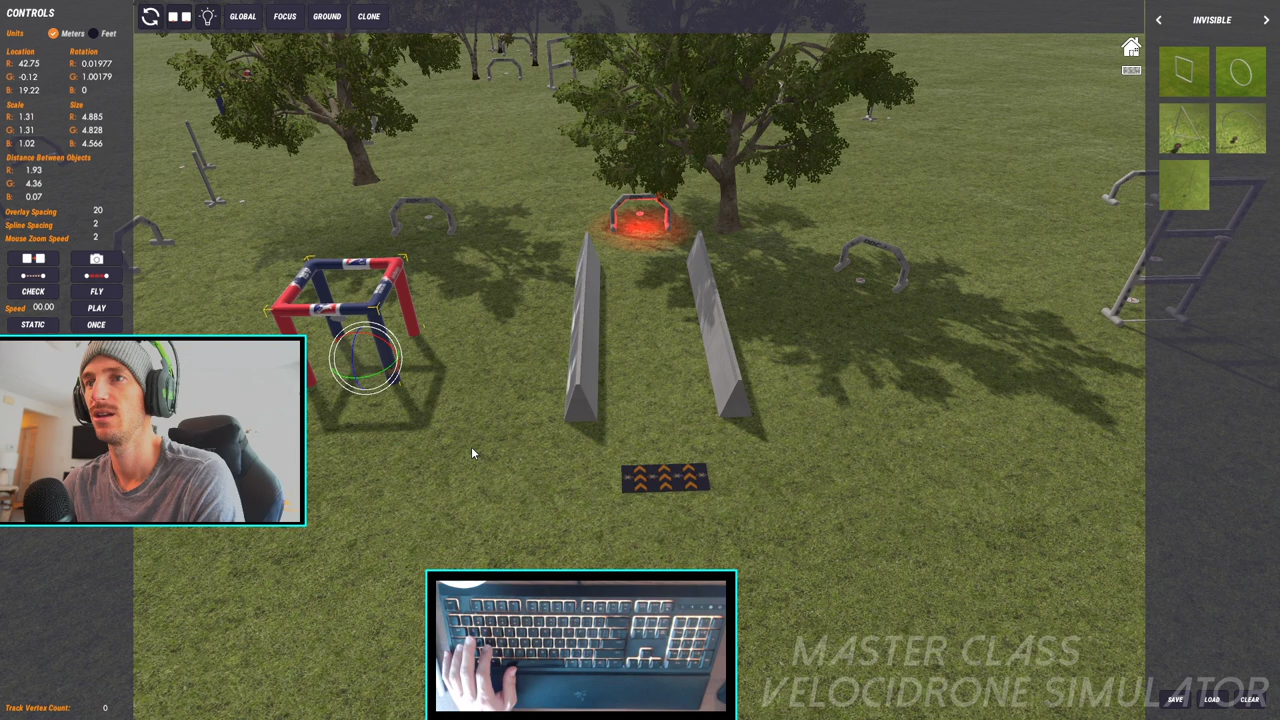 CONTROLS
Units Meters Feet
Location Rotation
R: 42.75 R: 0.01977
G: -0.12 G: 1.00179
B: 19.22 B: 0
Scale Size
R: 1.31 R: 4.885
G: 1.31 G: 4.828
B: 1.02 B: 4.566
Distance Between Objects
R: 1.93
G: 4.36
B: 0.07
Overlay Spacing 20
Spline Spacing 2
Mouse Zoom Speed 2
CHECK FLY
Speed 00.00 PLAY
STATIC ONCE
Track Vertex Count: 0
GLOBAL FOCUS GROUND CLONE
INVISIBLE
MASTER CLASS
VELOCIDRONE SIMULATOR
SAVE LOAD CLEAR